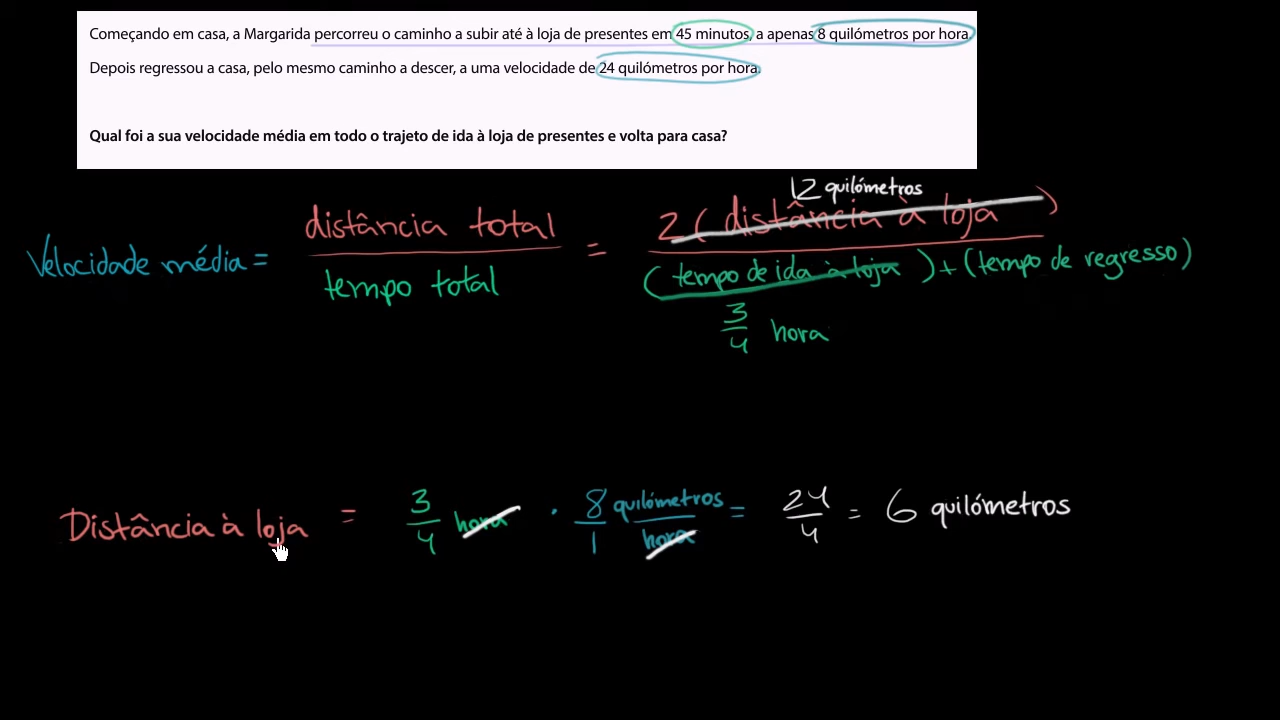 Começando em casa, a Margarida percorreu o caminho a subir até à loja de presentes em 45 minutos, a apenas 8 quilómetros por hora.
Depois regressou a casa, pelo mesmo caminho a descer, a uma velocidade de 24 quilómetros por hora.
Qual foi a sua velocidade média em todo o trajeto de ida à loja de presentes e volta para casa?
12 quilómetros
Velocidade média = distância total / tempo total = 2 ( distância à loja ) / (tempo de ida à loja ) + (tempo de regresso)
3/4 hora
Distância à loja = 3/4 hora · 8/1 quilómetros/hora = 24/4 = 6 quilómetros